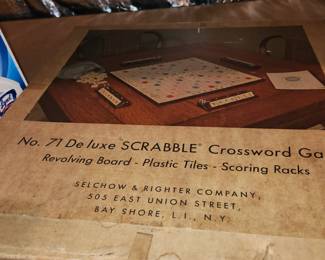 No. 71 De luxe SCRABBLE® Crossword Ga
Revolving Board - Plastic Tiles - Scoring Racks
SELCHOW & RIGHTER COMPANY,
505 EAST UNION STREET,
BAY SHORE, L.I., N.Y.